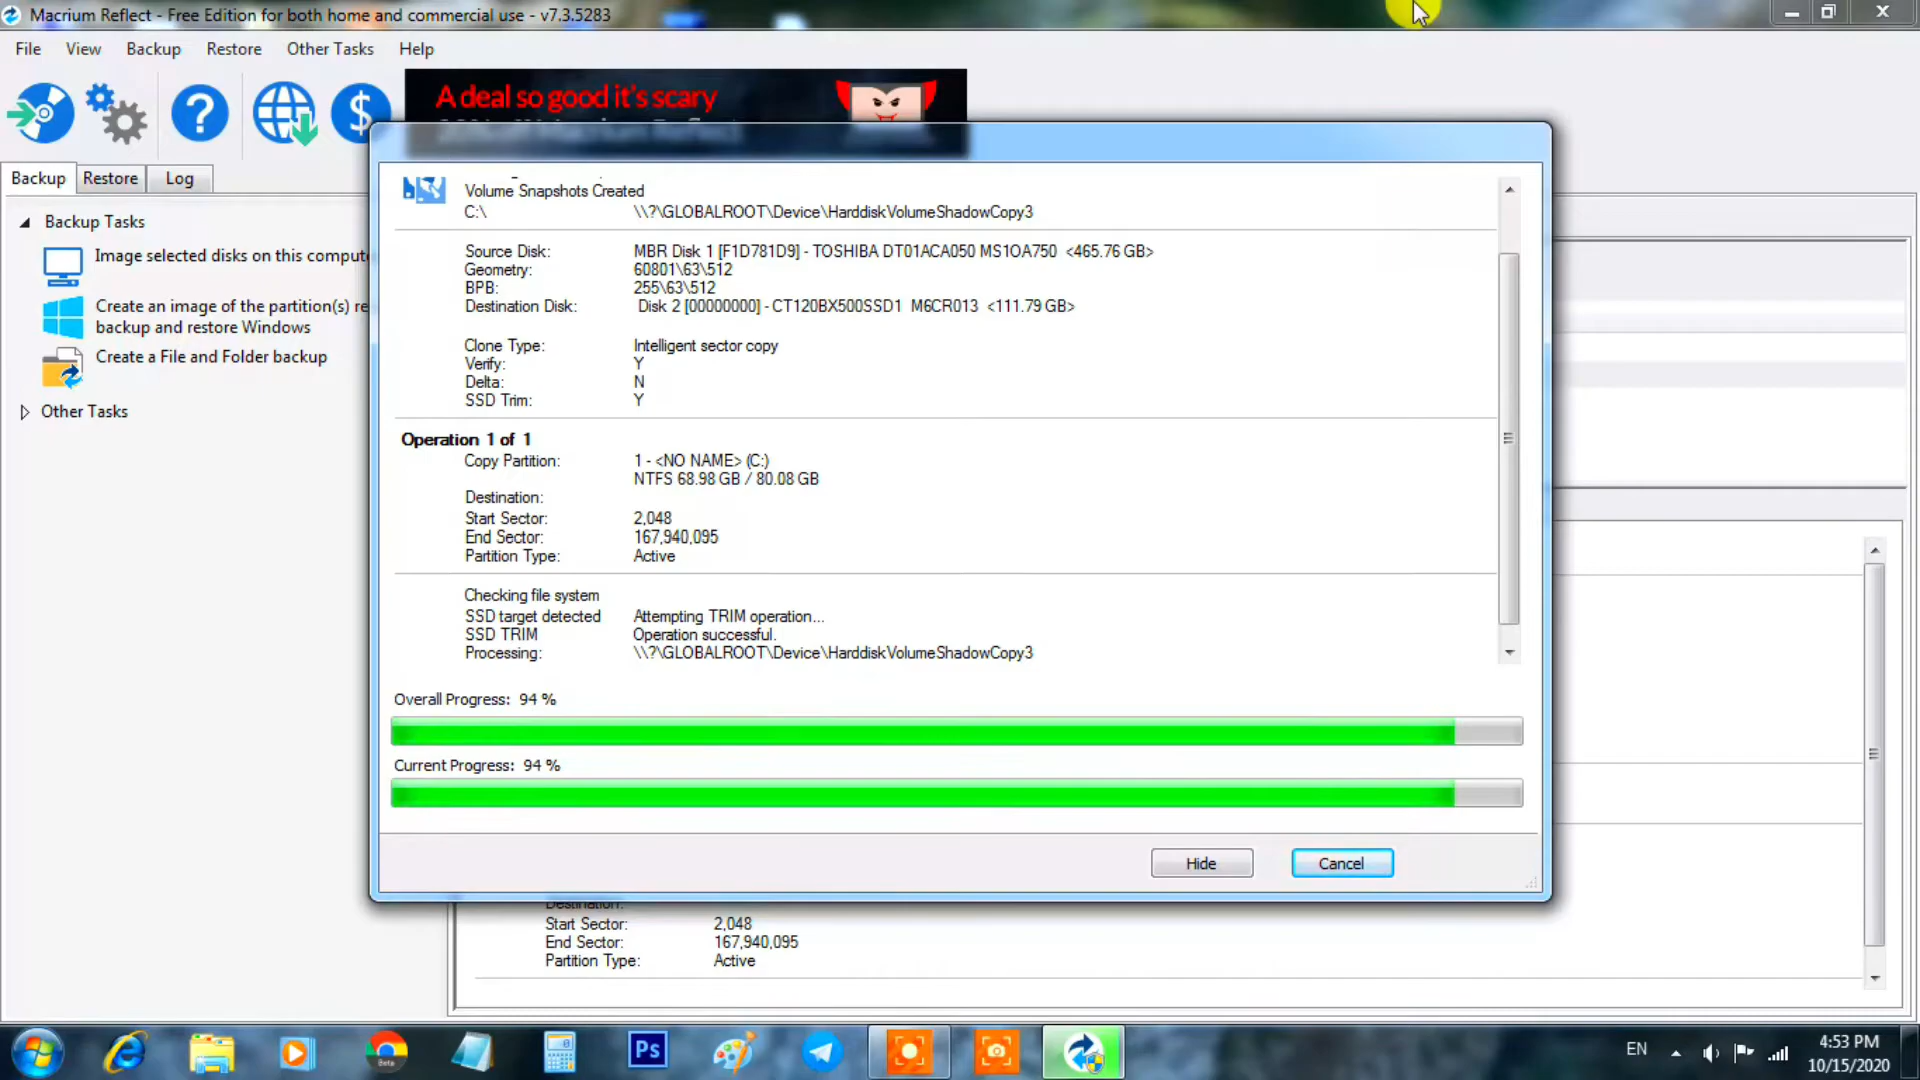 Macrium Reflect - Free Edition for both home and commercial use - v7.3.5283
File View Backup Restore Other Tasks Help
A deal so good it's scary
Backup Restore Log
Backup Tasks
Image selected disks on this compute
Create an image of the partition(s) re
backup and restore Windows
Create a File and Folder backup
Other Tasks
Volume Snapshots Created
C:\ \\?\GLOBALROOT\Device\HarddiskVolumeShadowCopy3
Source Disk: MBR Disk 1 [F1D781D9] - TOSHIBA DT01ACA050 MS1OA750 <465.76 GB>
Geometry: 60801\63\512
BPB: 255\63\512
Destination Disk: Disk 2 [00000000] - CT120BX500SSD1 M6CR013 <111.79 GB>
Clone Type: Intelligent sector copy
Verify: Y
Delta: N
SSD Trim: Y
Operation 1 of 1
Copy Partition: 1 - <NO NAME> (C:)
NTFS 68.98 GB / 80.08 GB
Destination:
Start Sector: 2,048
End Sector: 167,940,095
Partition Type: Active
Checking file system
SSD target detected Attempting TRIM operation...
SSD TRIM Operation successful.
Processing: \\?\GLOBALROOT\Device\HarddiskVolumeShadowCopy3
Overall Progress: 94 %
Current Progress: 94 %
Hide Cancel
Destination:
Start Sector: 2,048
End Sector: 167,940,095
Partition Type: Active
Beta
Ps
EN
4:53 PM
10/15/2020